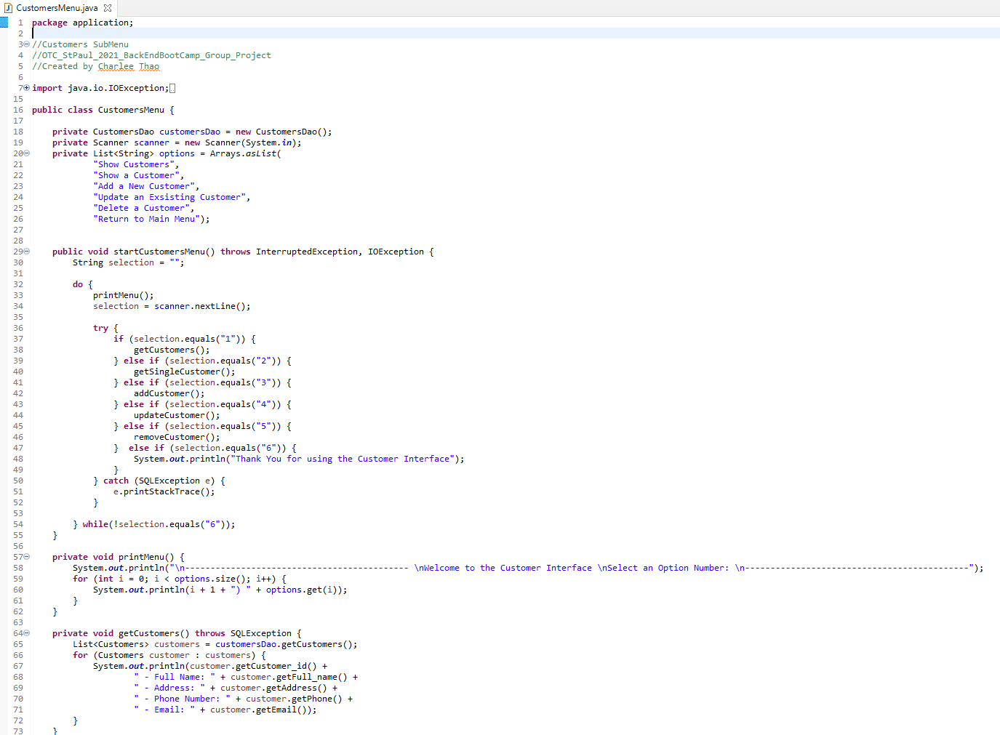 CustomersMenu.java
1 package application;
2
3 //Customers SubMenu
4 //OTC_StPaul_2021_BackEndBootCamp_Group_Project
5 //Created by Charlee Thao
6
7 import java.io.IOException;
15
16 public class CustomersMenu {
17
18     private CustomersDao customersDao = new CustomersDao();
19     private Scanner scanner = new Scanner(System.in);
20     private List<String> options = Arrays.asList(
21             "Show Customers",
22             "Show a Customer",
23             "Add a New Customer",
24             "Update an Exsisting Customer",
25             "Delete a Customer",
26             "Return to Main Menu");
27
28
29     public void startCustomersMenu() throws InterruptedException, IOException {
30         String selection = "";
31
32         do {
33             printMenu();
34             selection = scanner.nextLine();
35
36             try {
37                 if (selection.equals("1")) {
38                     getCustomers();
39                 } else if (selection.equals("2")) {
40                     getSingleCustomer();
41                 } else if (selection.equals("3")) {
42                     addCustomer();
43                 } else if (selection.equals("4")) {
44                     updateCustomer();
45                 } else if (selection.equals("5")) {
46                     removeCustomer();
47                 }  else if (selection.equals("6")) {
48                     System.out.println("Thank You for using the Customer Interface");
49                 }
50             } catch (SQLException e) {
51                 e.printStackTrace();
52             }
53
54         } while(!selection.equals("6"));
55     }
56
57     private void printMenu() {
58         System.out.println("\n-------------------------------------------- \nWelcome to the Customer Interface \nSelect an Option Number: \n--------------------------------------------");
59         for (int i = 0; i < options.size(); i++) {
60             System.out.println(i + 1 + ") " + options.get(i));
61         }
62     }
63
64     private void getCustomers() throws SQLException {
65         List<Customers> customers = customersDao.getCustomers();
66         for (Customers customer : customers) {
67             System.out.println(customer.getCustomer_id() +
68                     " - Full Name: " + customer.getFull_name() +
69                     " - Address: " + customer.getAddress() +
70                     " - Phone Number: " + customer.getPhone() +
71                     " - Email: " + customer.getEmail());
72         }
73     }